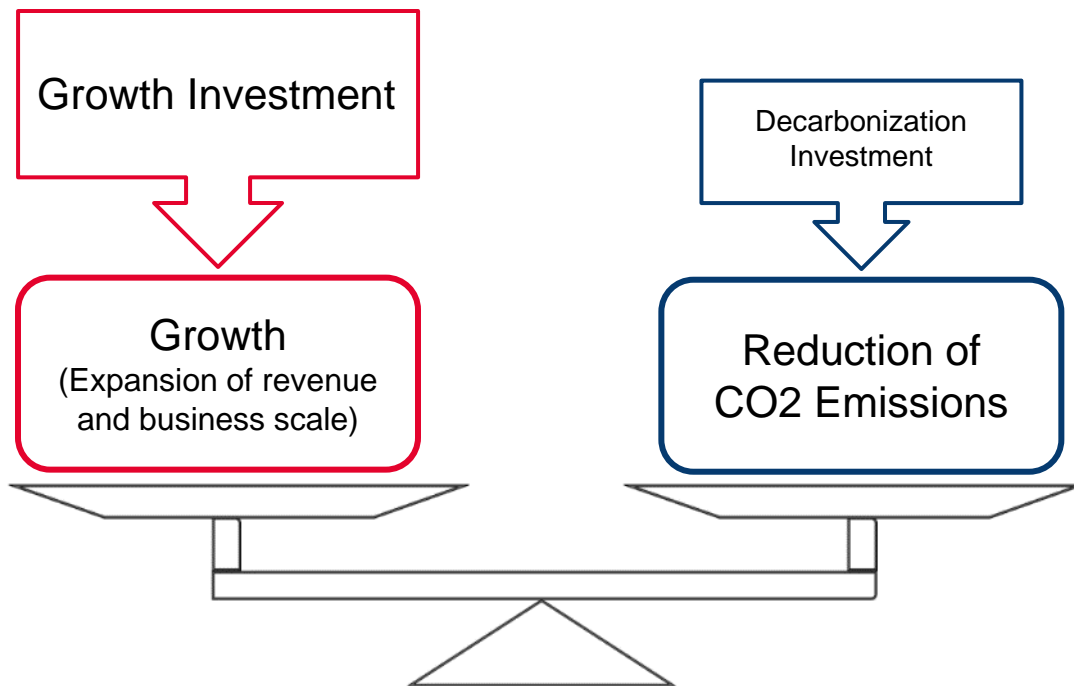 Growth Investment
Decarbonization
Investment
Growth
(Expansion of revenue
and business scale)
Reduction of
CO2 Emissions